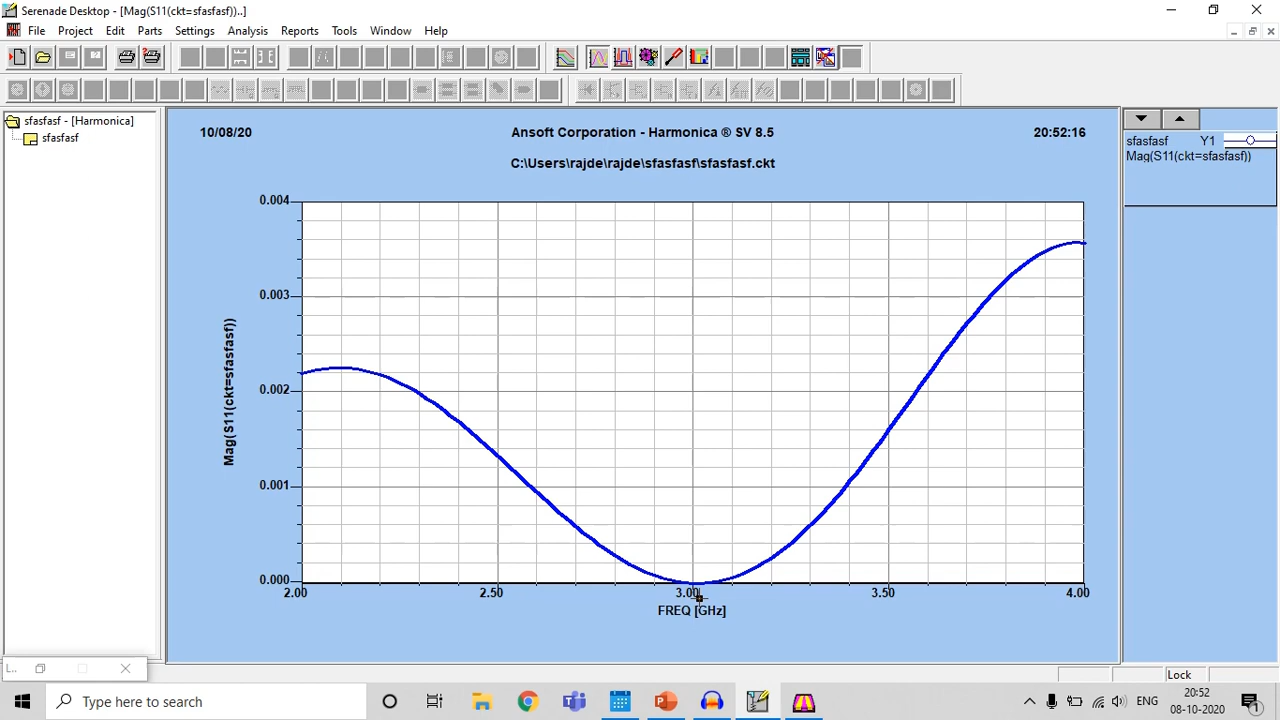 Serenade Desktop - [Mag(S11(ckt=sfasfasf))..]
File Project Edit Parts Settings Analysis Reports Tools Window Help
sfasfasf - [Harmonica]
sfasfasf
10/08/20 Ansoft Corporation - Harmonica ® SV 8.5 20:52:16
C:\Users\rajde\rajde\sfasfasf\sfasfasf.ckt
sfasfasf Y1
Mag(S11(ckt=sfasfasf))
Mag(S11(ckt=sfasfasf))
0.004
0.003
0.002
0.001
0.000
2.00 2.50 3.00 3.50 4.00
FREQ [GHz]
L..
Lock
Type here to search
ENG
20:52
08-10-2020
1